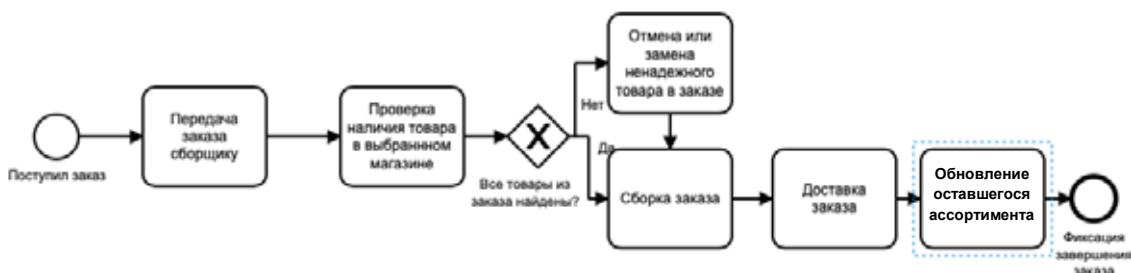 Поступил заказ
Передача
заказа
сборщику
Проверка
наличия товара
в выбраннном
магазине
Все товары из
заказа найдены?
Нет
Отмена или
замена
ненадежного
товара в заказе
Да
Сборка заказа
Доставка
заказа
Обновление
оставшегося
ассортимента
Фиксация
завершения
заказа